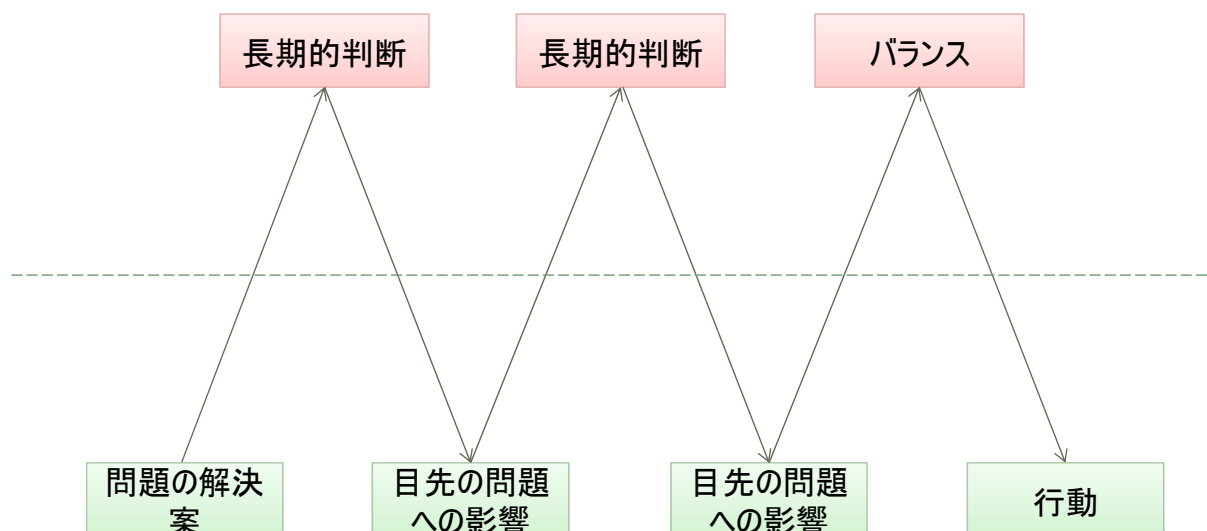 長期的判断
長期的判断
バランス
問題の解決
案
目先の問題
への影響
目先の問題
への影響
行動